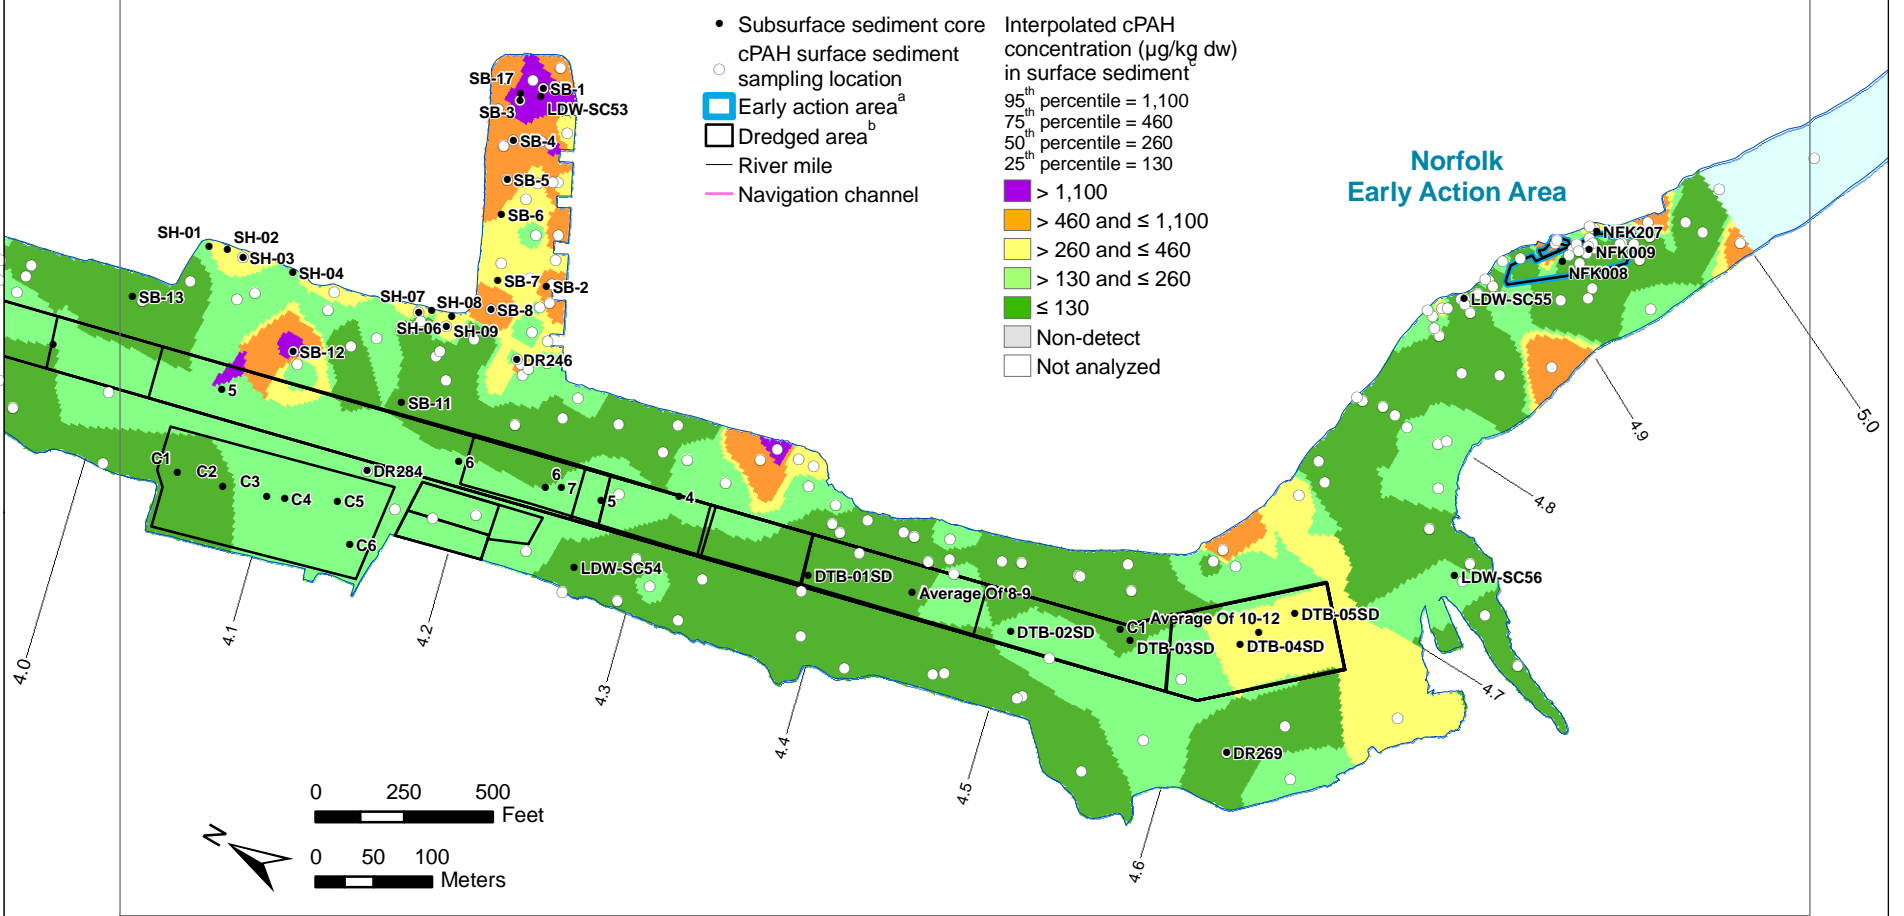 Subsurface sediment core
cPAH surface sediment
sampling location
Early action area a
Dredged area b
River mile
Navigation channel
Interpolated cPAH
concentration (µg/kg dw)
in surface sediment c
95th percentile = 1,100
75th percentile = 460
50th percentile = 260
25th percentile = 130
> 1,100
> 460 and ≤ 1,100
> 260 and ≤ 460
> 130 and ≤ 260
≤ 130
Non-detect
Not analyzed
Norfolk
Early Action Area
SB-17
SB-1
SB-3
LDW-SC53
SB-4
SB-5
SB-6
SB-7
SB-2
SB-8
DR246
SH-01
SH-02
SH-03
SH-04
SH-07
SH-08
SH-06
SH-09
SB-13
SB-12
5
SB-11
C1
C2
C3
C4
C5
C6
DR284
6
6
7
5
4
LDW-SC54
DTB-01SD
Average Of 8-9
DTB-02SD
C1
Average Of 10-12
DTB-03SD
DTB-04SD
DTB-05SD
DR269
LDW-SC56
LDW-SC55
NFK207
NFK009
NFK008
4.0
4.1
4.2
4.3
4.4
4.5
4.6
4.7
4.8
4.9
5.0
N
0 250 500
Feet
0 50 100
Meters